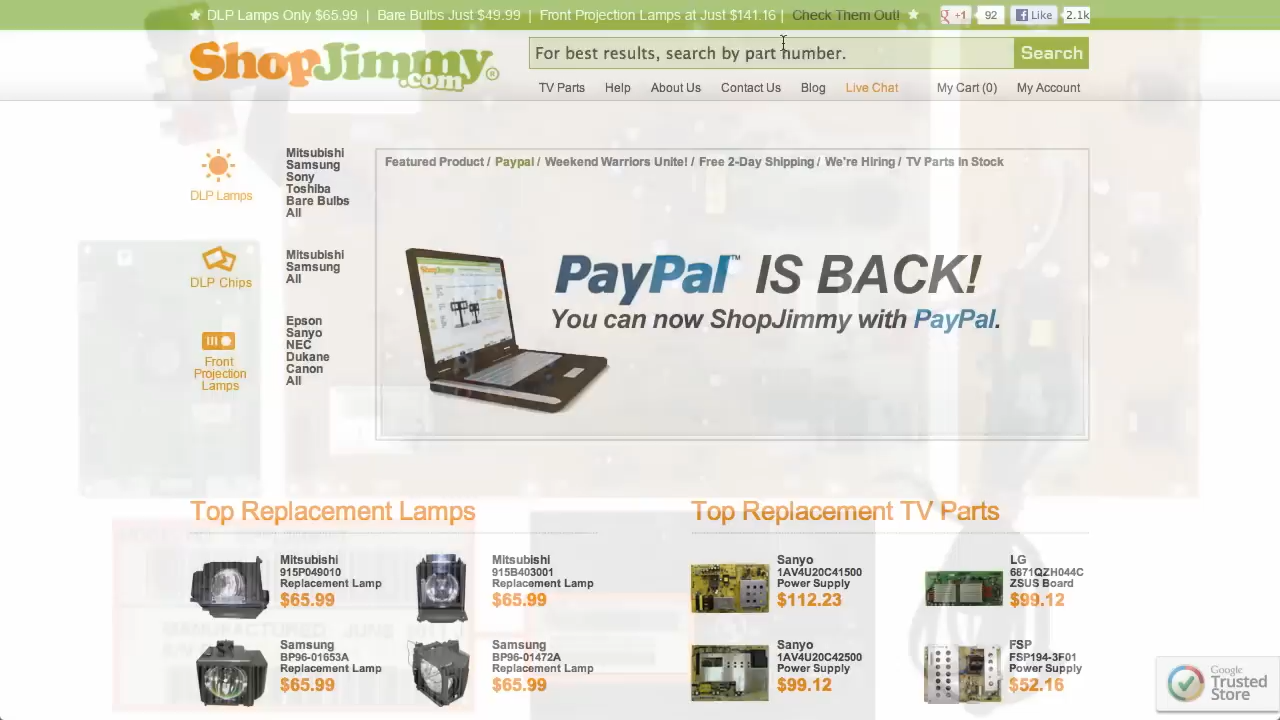 ★ DLP Lamps Only $65.99 | Bare Bulbs Just $49.99 | Front Projection Lamps at Just $141.16 | Check Them Out! ★
+1 92 Like 2.1k
ShopJimmy.com®
For best results, search by part number. Search
TV Parts Help About Us Contact Us Blog Live Chat My Cart (0) My Account
DLP Lamps
Mitsubishi
Samsung
Sony
Toshiba
Bare Bulbs
All
DLP Chips
Mitsubishi
Samsung
All
Front
Projection
Lamps
Epson
Sanyo
NEC
Dukane
Canon
All
Featured Product / Paypal / Weekend Warriors Unite! / Free 2-Day Shipping / We're Hiring / TV Parts In Stock
PayPal™ IS BACK!
You can now ShopJimmy with PayPal.
Top Replacement Lamps
Mitsubishi
915P049010
Replacement Lamp
$65.99
Mitsubishi
915B403001
Replacement Lamp
$65.99
Samsung
BP96-01653A
Replacement Lamp
$65.99
Samsung
BP96-01472A
Replacement Lamp
$65.99
Top Replacement TV Parts
Sanyo
1AV4U20C41500
Power Supply
$112.23
LG
6871QZH044C
ZSUS Board
$99.12
Sanyo
1AV4U20C42500
Power Supply
$99.12
FSP
FSP194-3F01
Power Supply
$52.16
Google
Trusted
Store
MANUFACTURED JUNE